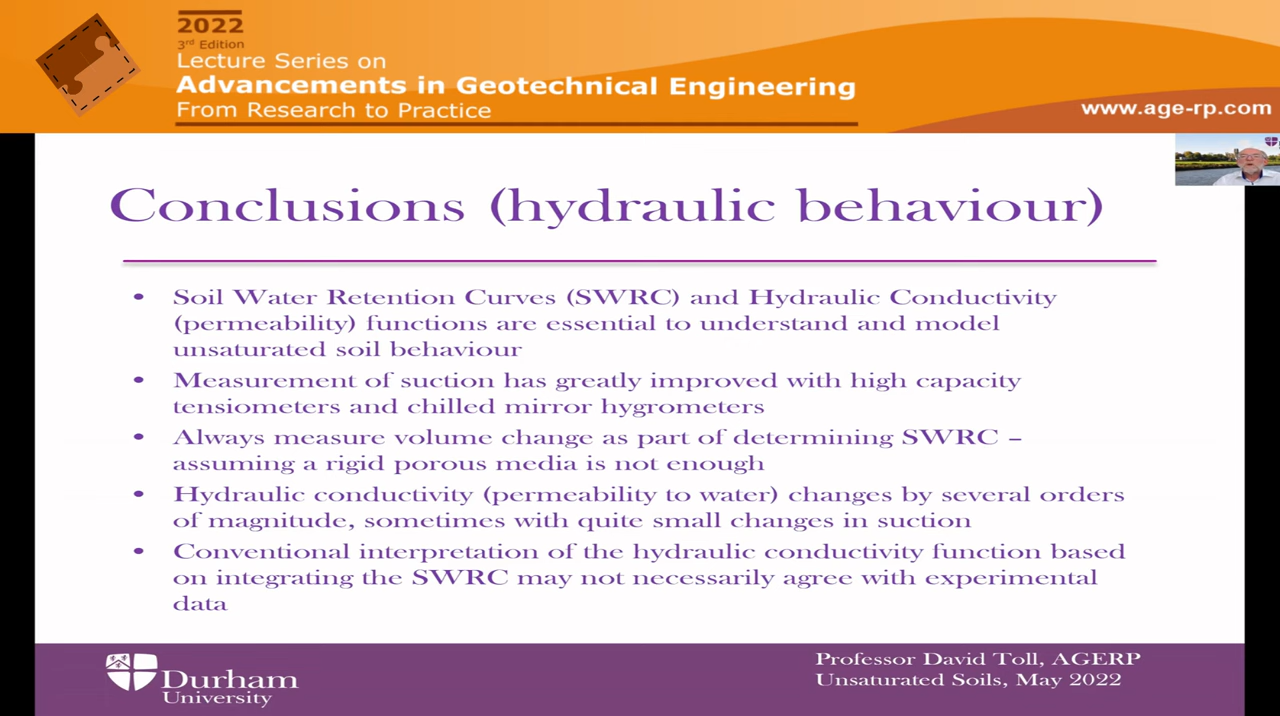 2022
3rd Edition
Lecture Series on
Advancements in Geotechnical Engineering
From Research to Practice
www.age-rp.com
Conclusions (hydraulic behaviour)
• Soil Water Retention Curves (SWRC) and Hydraulic Conductivity
(permeability) functions are essential to understand and model
unsaturated soil behaviour
• Measurement of suction has greatly improved with high capacity
tensiometers and chilled mirror hygrometers
• Always measure volume change as part of determining SWRC –
assuming a rigid porous media is not enough
• Hydraulic conductivity (permeability to water) changes by several orders
of magnitude, sometimes with quite small changes in suction
• Conventional interpretation of the hydraulic conductivity function based
on integrating the SWRC may not necessarily agree with experimental
data
Durham
University
Professor David Toll, AGERP
Unsaturated Soils, May 2022